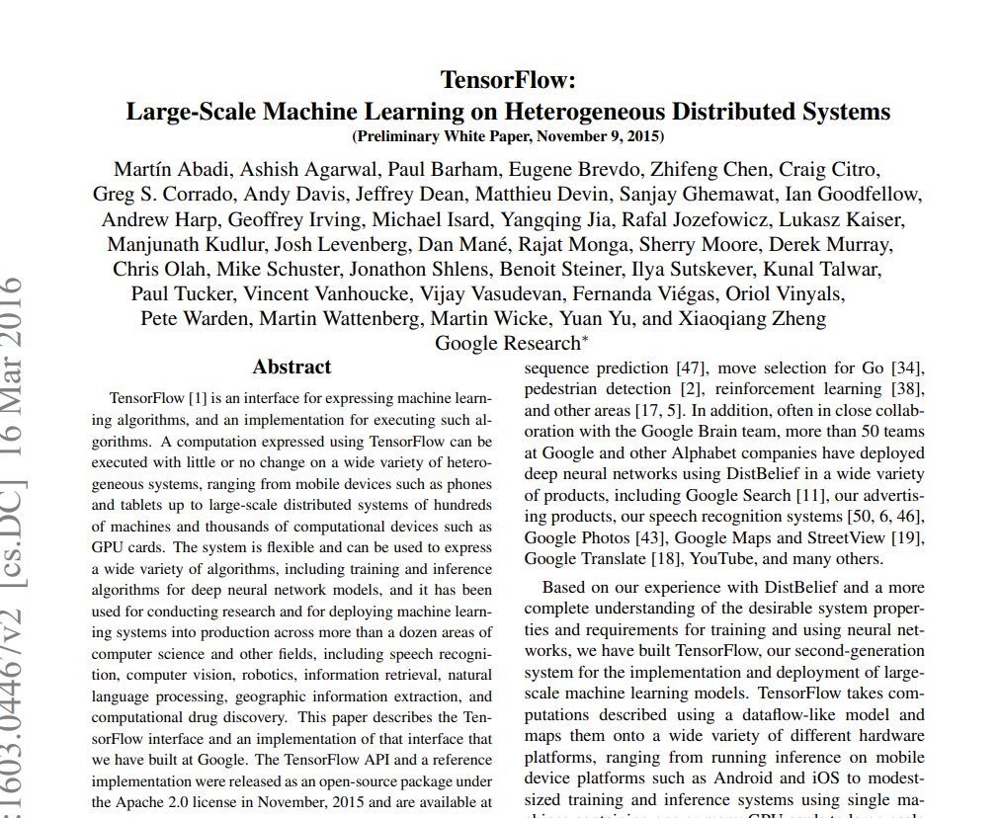 TensorFlow:
Large-Scale Machine Learning on Heterogeneous Distributed Systems
(Preliminary White Paper, November 9, 2015)
Martín Abadi, Ashish Agarwal, Paul Barham, Eugene Brevdo, Zhifeng Chen, Craig Citro,
Greg S. Corrado, Andy Davis, Jeffrey Dean, Matthieu Devin, Sanjay Ghemawat, Ian Goodfellow,
Andrew Harp, Geoffrey Irving, Michael Isard, Yangqing Jia, Rafal Jozefowicz, Lukasz Kaiser,
Manjunath Kudlur, Josh Levenberg, Dan Mané, Rajat Monga, Sherry Moore, Derek Murray,
Chris Olah, Mike Schuster, Jonathon Shlens, Benoit Steiner, Ilya Sutskever, Kunal Talwar,
Paul Tucker, Vincent Vanhoucke, Vijay Vasudevan, Fernanda Viégas, Oriol Vinyals,
Pete Warden, Martin Wattenberg, Martin Wicke, Yuan Yu, and Xiaoqiang Zheng
Google Research*
Abstract
TensorFlow [1] is an interface for expressing machine learn-
ing algorithms, and an implementation for executing such al-
gorithms. A computation expressed using TensorFlow can be
executed with little or no change on a wide variety of hetero-
geneous systems, ranging from mobile devices such as phones
and tablets up to large-scale distributed systems of hundreds
of machines and thousands of computational devices such as
GPU cards. The system is flexible and can be used to express
a wide variety of algorithms, including training and inference
algorithms for deep neural network models, and it has been
used for conducting research and for deploying machine learn-
ing systems into production across more than a dozen areas of
computer science and other fields, including speech recogni-
tion, computer vision, robotics, information retrieval, natural
language processing, geographic information extraction, and
computational drug discovery. This paper describes the Ten-
sorFlow interface and an implementation of that interface that
we have built at Google. The TensorFlow API and a reference
implementation were released as an open-source package under
the Apache 2.0 license in November, 2015 and are available at
sequence prediction [47], move selection for Go [34],
pedestrian detection [2], reinforcement learning [38],
and other areas [17, 5]. In addition, often in close collab-
oration with the Google Brain team, more than 50 teams
at Google and other Alphabet companies have deployed
deep neural networks using DistBelief in a wide variety
of products, including Google Search [11], our advertis-
ing products, our speech recognition systems [50, 6, 46],
Google Photos [43], Google Maps and StreetView [19],
Google Translate [18], YouTube, and many others.
Based on our experience with DistBelief and a more
complete understanding of the desirable system proper-
ties and requirements for training and using neural net-
works, we have built TensorFlow, our second-generation
system for the implementation and deployment of large-
scale machine learning models. TensorFlow takes com-
putations described using a dataflow-like model and
maps them onto a wide variety of different hardware
platforms, ranging from running inference on mobile
device platforms such as Android and iOS to modest-
sized training and inference systems using single ma-
[cs.DC] 16 Mar 2016